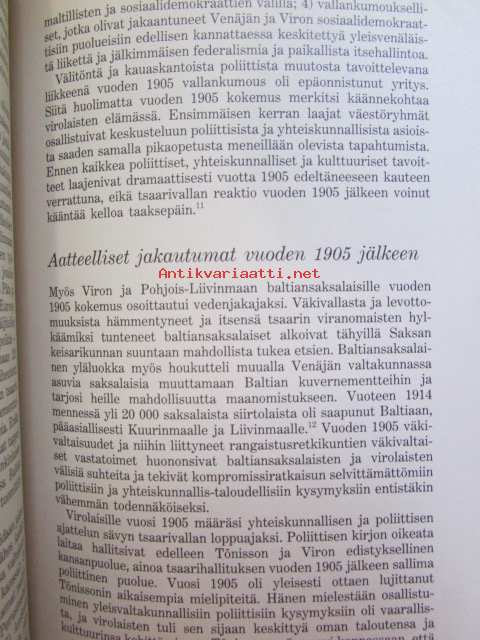 maltillisten ja sosiaalidemokraattien välillä; 4) vallankumoukselli-
set, jotka olivat jakaantuneet Venäjän ja Viron sosiaalidemokraat-
tisiin puolueisiin edellisen kannattaessa keskitettyä yleisvenäläis-
tä liikettä ja jälkimmäisen federalismia ja paikallista itsehallintoa.
Välitöntä ja kauaskantoista poliittista muutosta tavoittelevana
liikkeenä vuoden 1905 vallankumous oli epäonnistunut yritys.
Siitä huolimatta vuoden 1905 kokemus merkitsi käännekohtaa
virolaisten elämässä. Ensimmäisen kerran laajat väestöryhmät
osallistuivat keskusteluun poliittisista ja yhteiskunnallisista asiois-
ta saaden samalla pikaopetusta meneillään olevista tapahtumista.
Ennen kaikkea poliittiset, yhteiskunnalliset ja kulttuuriset tavoit-
teet laajenivat dramaattisesti vuotta 1905 edeltäneeseen kauteen
verrattuna, eikä tsaarivallan reaktio vuoden 1905 jälkeen voinut
kääntää kelloa taaksepäin.11
Aatteelliset jakautumat vuoden 1905 jälkeen
Antikvariaatti.net
Myös Viron ja Pohjois-Liivinmaan baltiansaksalaisille vuoden
1905 kokemus osoittautui vedenjakajaksi. Väkivallasta ja levotto-
muuksista hämmentyneet ja itsensä tsaarin viranomaisten hyl-
käämiksi tunteneet baltiansaksalaiset alkoivat tähyillä Saksan
keisarikunnan suuntaan mahdollista tukea etsien. Baltiansaksalai-
nen yläluokka myös houkutteli muualla Venäjän valtakunnassa
asuvia saksalaisia muuttamaan Baltian kuvernementteihin ja
tarjosi heille mahdollisuutta maanomistukseen. Vuoteen 1914
mennessä yli 20 000 saksalaista siirtolaista oli saapunut Baltiaan,
pääasiallisesti Kuurinmaalle ja Liivinmaalle.12 Vuoden 1905 väki-
valtaisuudet ja niihin liittyneet rangaistusretkikuntien väkivaltai-
set vastatoimet huononsivat baltiansaksalaisten ja virolaisten
välisiä suhteita ja tekivät kompromissiratkaisun selvittämättömiin
poliittisiin ja yhteiskunnallis-taloudellisiin kysymyksiin entistäkin
vähemmän todennäköiseksi.
Virolaisille vuosi 1905 määräsi yhteiskunnallisen ja poliittisen
ajattelun sävyn tsaarivallan loppuajaksi. Poliittisen kirjon oikeata
laitaa hallitsivat edelleen Tõnisson ja Viron edistyksellinen
kansanpuolue, ainoa tsaarihallituksen vuoden 1905 jälkeen sallima
poliittinen puolue. Vuosi 1905 oli yleisesti ottaen lujittanut
Tõnissonin aikaisempia mielipiteitä. Hänen mielestään osallistu-
minen yleisvaltakunnallisiin poliittisiin kysymyksiin oli vaarallis-
ta, ja virolaisten tuli sen sijaan keskittyä oman taloutensa ja